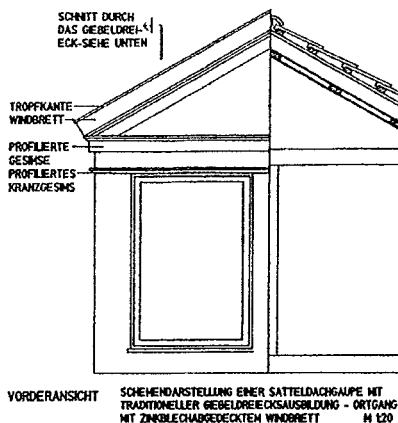 SCHNITT DURCH
DAS GIEBELDREI-
ECK-SIEHE UNTEN
TROPFKANTE
WINDBRETT
PROFILIERTE
GESIMSE
PROFILIERTES
KRANZGESIMS
VORDERANSICHT
SCHEMENDARSTELLUNG EINER SATTELDACHGAUPE MIT
TRADITIONELLER GIEBELDREIECKSAUSBILDUNG - ORTGANG
MIT ZINKBLECHABGEDECKTEM WINDBRETT M 1:20